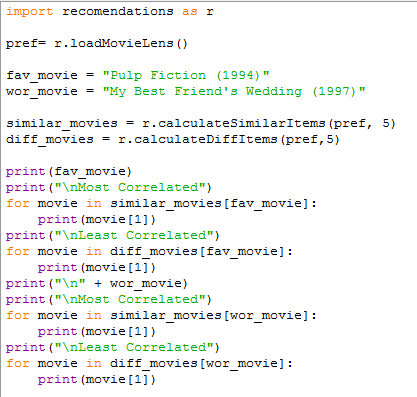 import recomendations as r
pref= r.loadMovieLens()
fav_movie = "Pulp Fiction (1994)"
wor_movie = "My Best Friend's Wedding (1997)"
similar_movies = r.calculateSimilarItems(pref, 5)
diff_movies = r.calculateDiffItems(pref,5)
print(fav_movie)
print("\nMost Correlated")
for movie in similar_movies[fav_movie]:
    print(movie[1])
print("\nLeast Correlated")
for movie in diff_movies[fav_movie]:
    print(movie[1])
print("\n" + wor_movie)
print("\nMost Correlated")
for movie in similar_movies[wor_movie]:
    print(movie[1])
print("\nLeast Correlated")
for movie in diff_movies[wor_movie]:
    print(movie[1])